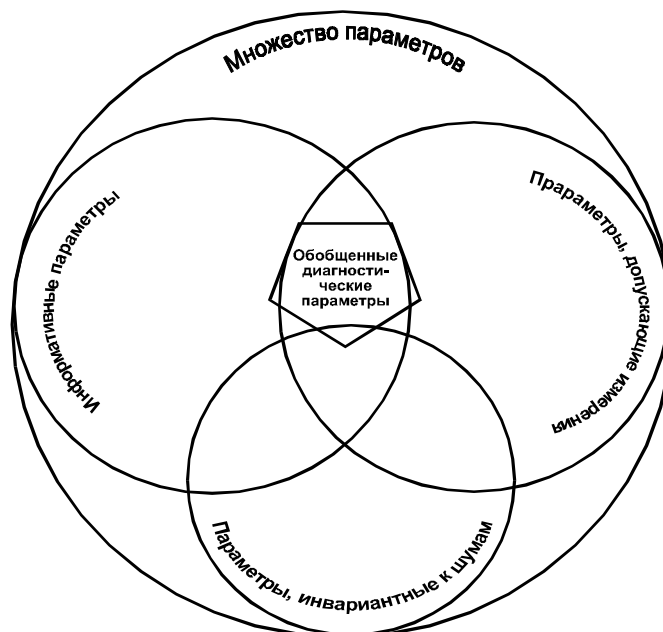 Множество параметров
Информативные параметры
Прараметры, допускающие измерения
Обобщенные
диагности-
ческие
параметры
Параметры, инвариантные к шумам